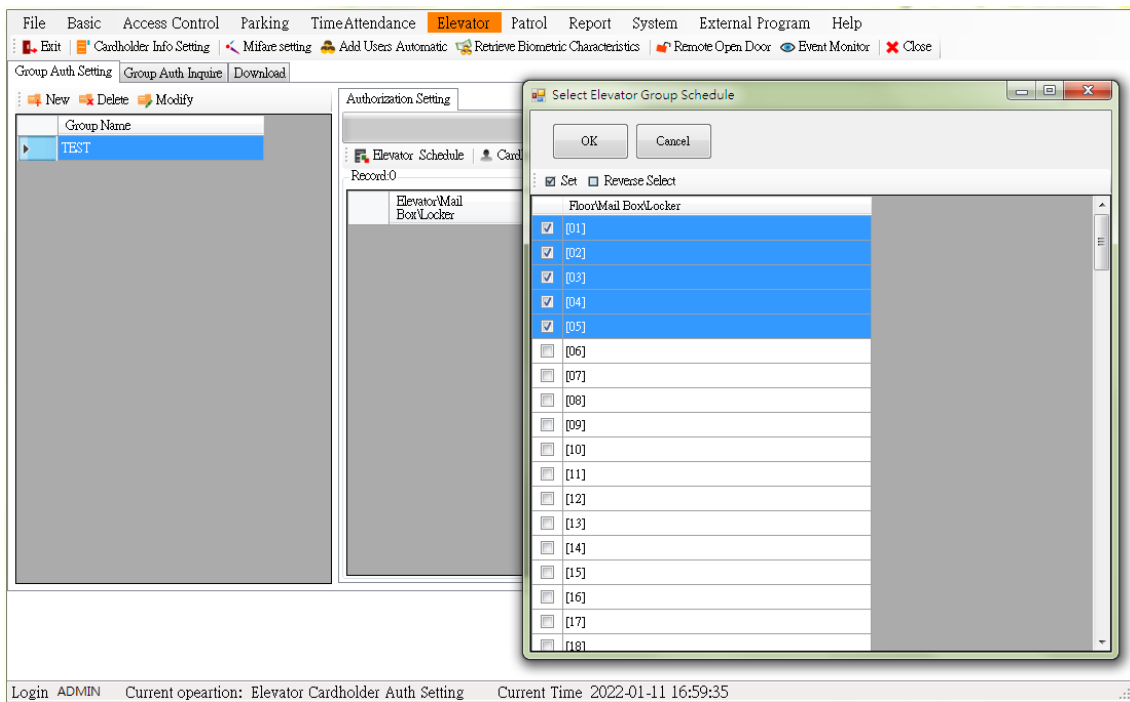 File Basic Access Control Parking TimeAttendance Elevator Patrol Report System External Program Help
Exit Cardholder Info Setting Mifare setting Add Users Automatic Retrieve Biometric Characteristics Remote Open Door Event Monitor Close
Group Auth Setting Group Auth Inquire Download
New Delete Modify
Group Name
TEST
Authorization Setting
Elevator Schedule Card
Record:0
Elevator\Mail
Box\Locker
Select Elevator Group Schedule
OK Cancel
Set Reverse Select
Floor\Mail Box\Locker
[01]
[02]
[03]
[04]
[05]
[06]
[07]
[08]
[09]
[10]
[11]
[12]
[13]
[14]
[15]
[16]
[17]
[18]
Login ADMIN Current opeartion: Elevator Cardholder Auth Setting Current Time 2022-01-11 16:59:35